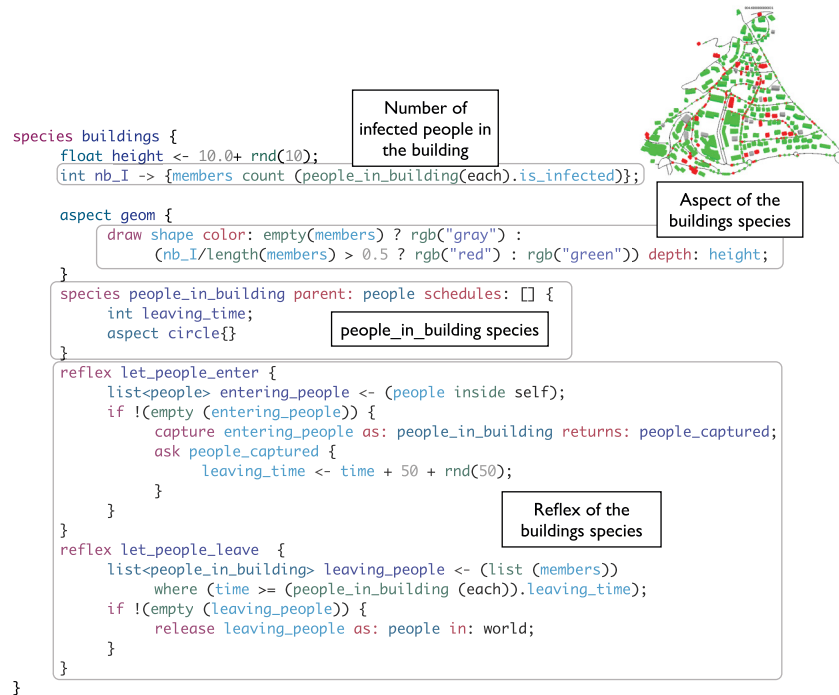 Number of
infected people in
the building
species buildings {
float height <- 10.0+ rnd(10);
int nb_I -> {members count (people_in_building(each).is_infected)};
Aspect of the
buildings species
aspect geom {
draw shape color: empty(members) ? rgb("gray") :
(nb_I/length(members) > 0.5 ? rgb("red") : rgb("green")) depth: height;
}
species people_in_building parent: people schedules: [] {
int leaving_time;
aspect circle{}
}
people_in_building species
reflex let_people_enter {
list<people> entering_people <- (people inside self);
if !(empty (entering_people)) {
capture entering_people as: people_in_building returns: people_captured;
ask people_captured {
leaving_time <- time + 50 + rnd(50);
}
}
}
Reflex of the
buildings species
reflex let_people_leave {
list<people_in_building> leaving_people <- (list (members))
where (time >= (people_in_building (each)).leaving_time);
if !(empty (leaving_people)) {
release leaving_people as: people in: world;
}
}
}